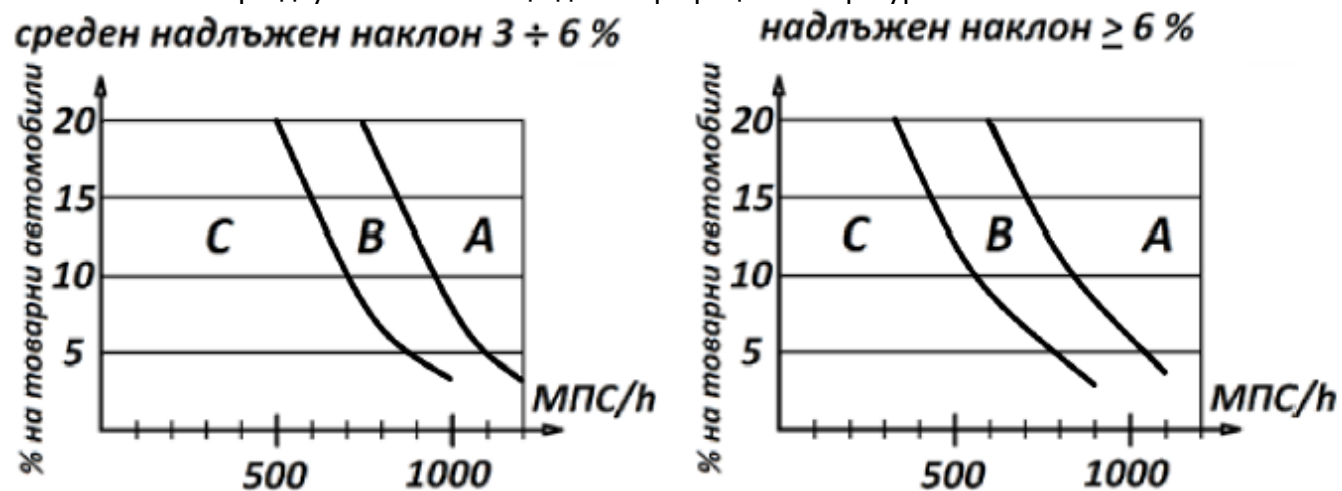 среден надлъжен наклон 3 ÷ 6 %
% на товарни автомобили
20
15
10
5
C
B
A
МПС/h
500
1000
надлъжен наклон ≥ 6 %
% на товарни автомобили
20
15
10
5
C
B
A
МПС/h
500
1000